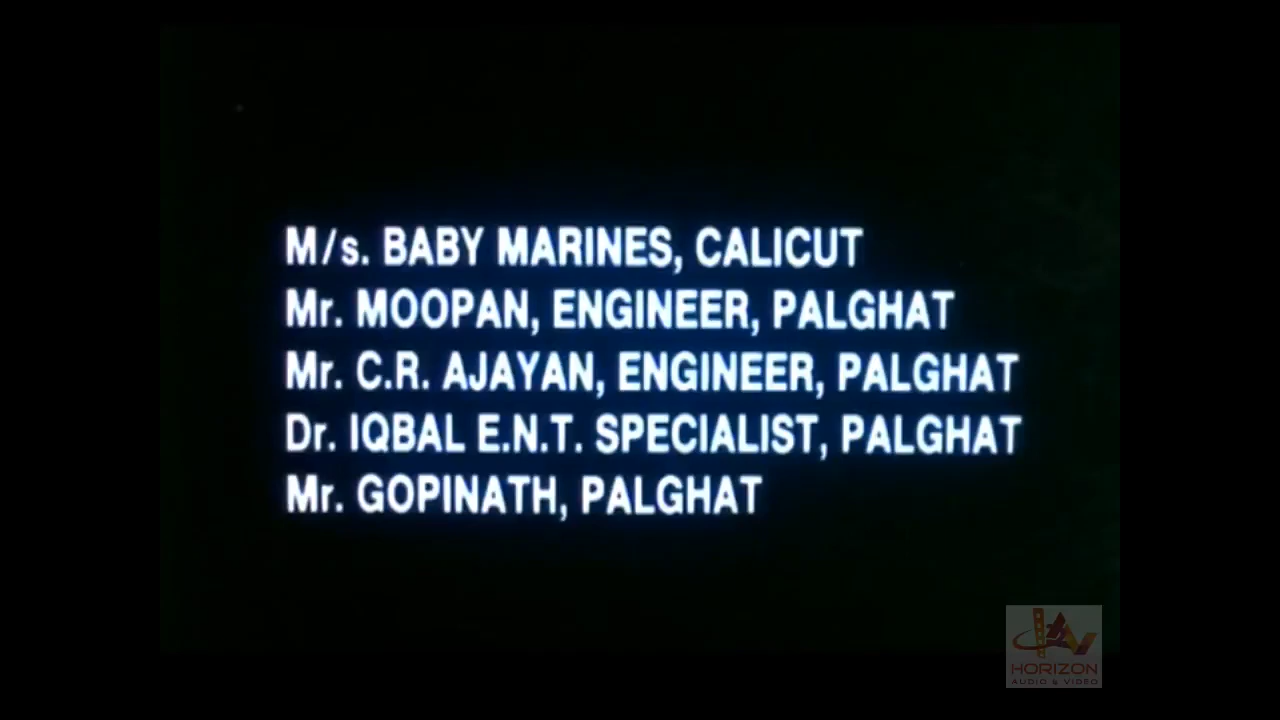 M/s. BABY MARINES, CALICUT
Mr. MOOPAN, ENGINEER, PALGHAT
Mr. C.R. AJAYAN, ENGINEER, PALGHAT
Dr. IQBAL E.N.T. SPECIALIST, PALGHAT
Mr. GOPINATH, PALGHAT
HORIZON
AUDIO & VIDEO